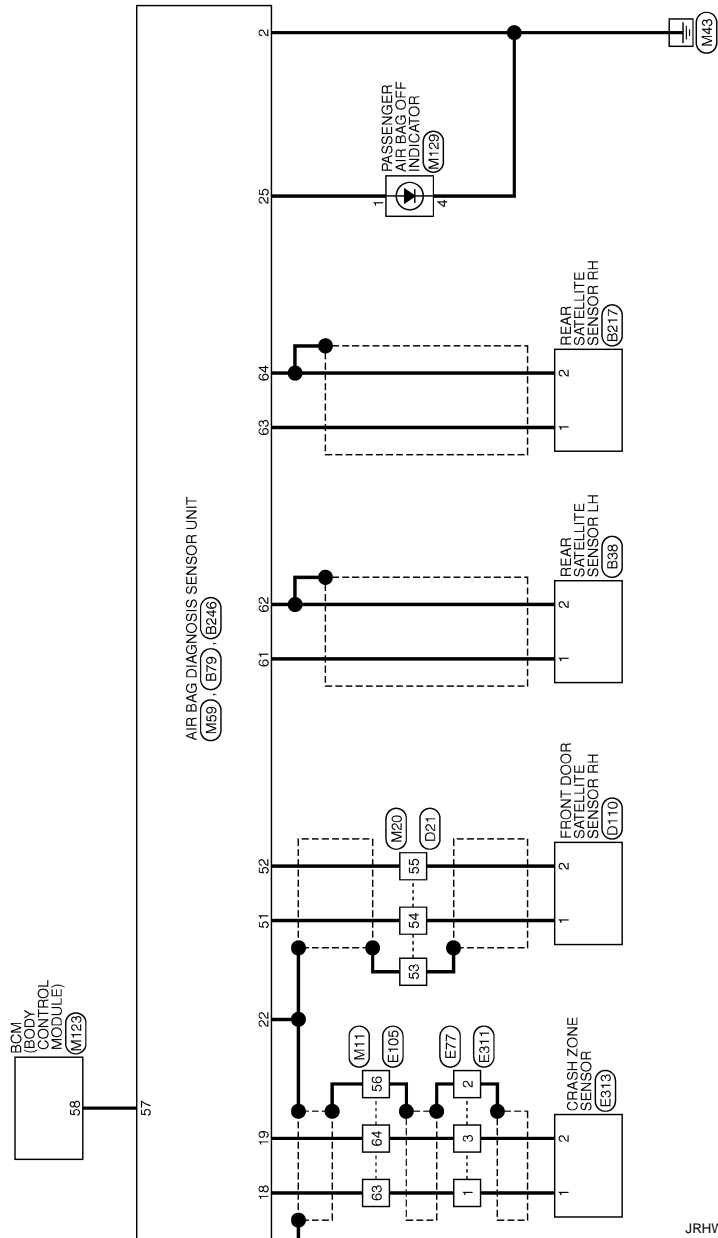 BCM
(BODY
CONTROL
MODULE)
M123
58
57
AIR BAG DIAGNOSIS SENSOR UNIT
M59 , B79 , B246
18
19
22
51
52
61
62
63
64
25
2
M11
E105
63
64
56
E77
E311
1
3
2
CRASH ZONE
SENSOR
E313
1
2
M20
D21
53
54
55
FRONT DOOR
SATELLITE
SENSOR RH
D110
1
2
REAR
SATELLITE
SENSOR LH
B38
1
2
REAR
SATELLITE
SENSOR RH
B217
1
2
PASSENGER
AIR BAG OFF
INDICATOR
M129
1
4
M43
JRHW